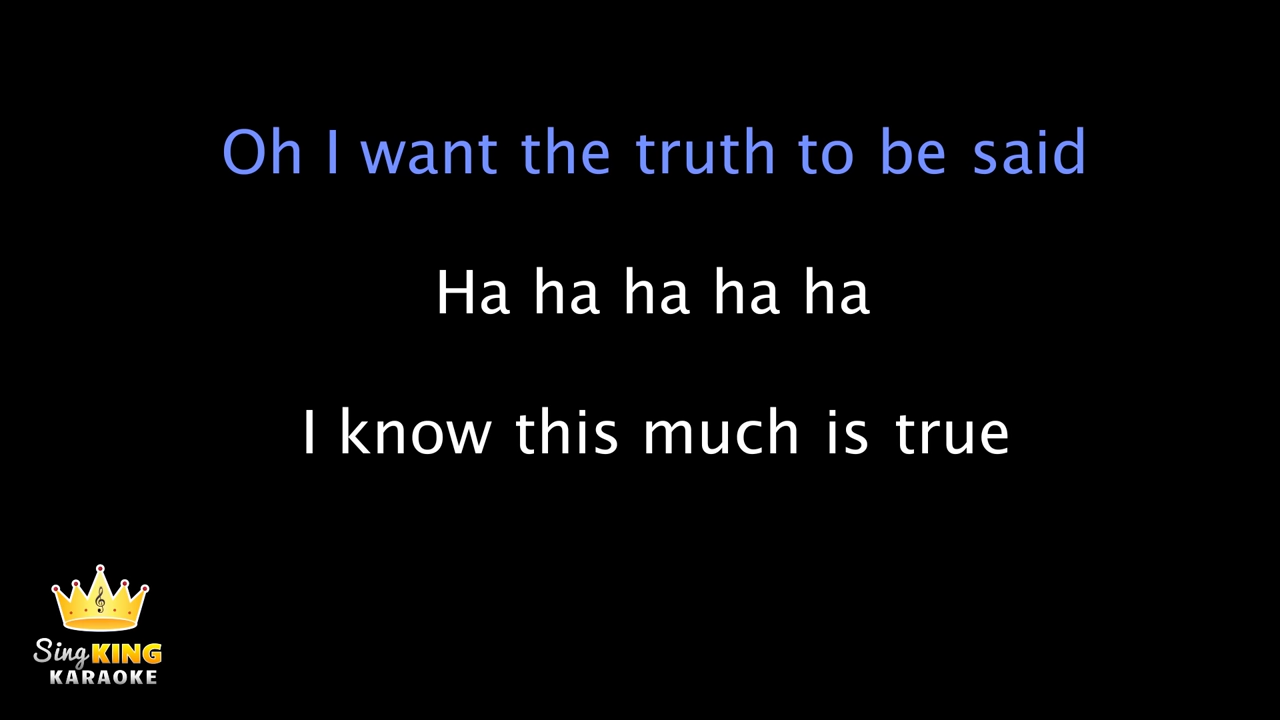 Oh I want the truth to be said
Ha ha ha ha ha
I know this much is true
Sing KING
KARAOKE